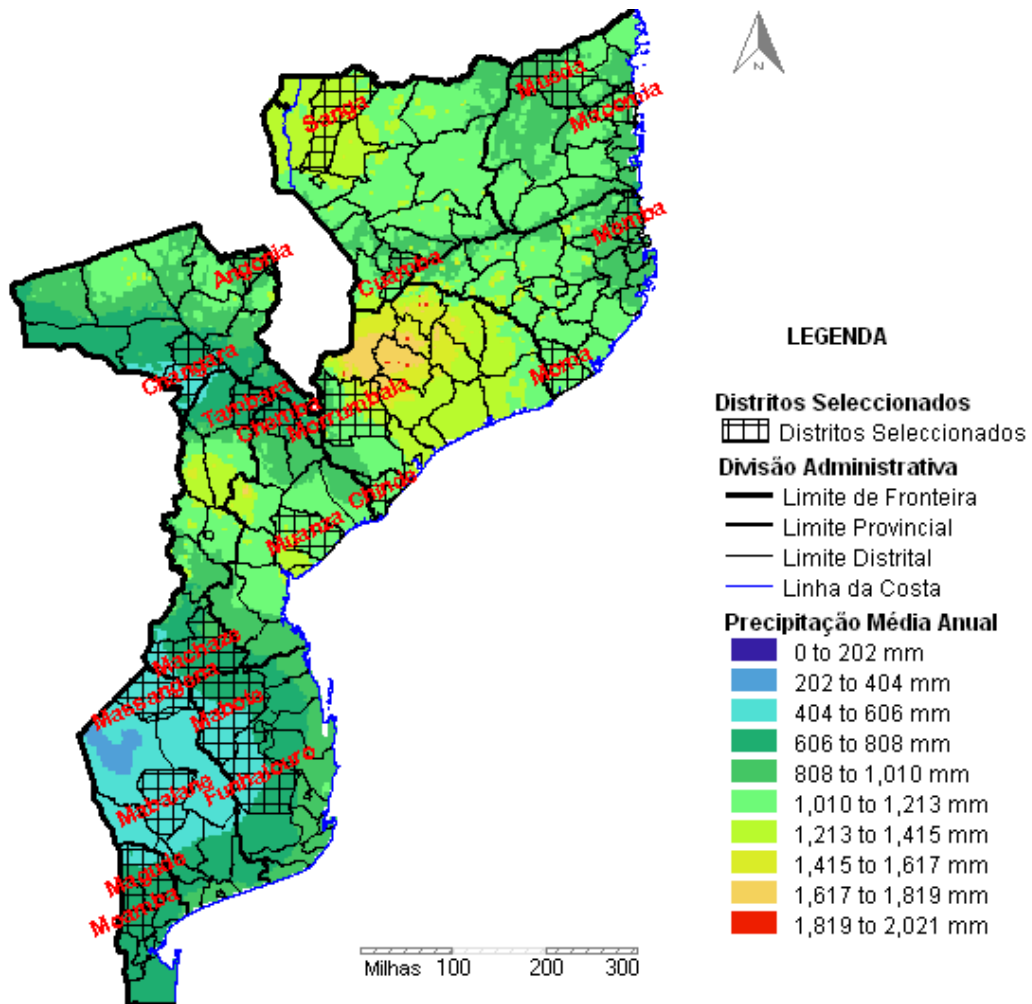 Mueda
Sanga
Macomia
Memba
Angonia
Cuamba
Changara
Moma
Tambara
Chemba
Morrumbala
Chinde
Muanza
Machaze
Massangena
Mabote
Funhalouro
Mabalane
Magude
Moamba
N
LEGENDA
Distritos Seleccionados
Distritos Seleccionados
Divisão Administrativa
Limite de Fronteira
Limite Provincial
Limite Distrital
Linha da Costa
Precipitação Média Anual
0 to 202 mm
202 to 404 mm
404 to 606 mm
606 to 808 mm
808 to 1,010 mm
1,010 to 1,213 mm
1,213 to 1,415 mm
1,415 to 1,617 mm
1,617 to 1,819 mm
1,819 to 2,021 mm
Milhas 100 200 300